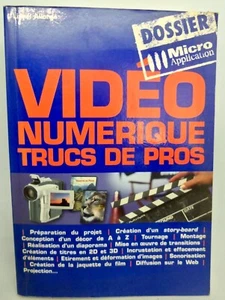 DOSSIER
Micro
Application
VIDÉO
NUMERIQUE
TRUCS DE PROS
| Préparation du projet | Création d'un story-board |
Conception d'un décor de A à Z | Tournage | Montage
| Réalisation d'un diaporama | Mise en œuvre de transitions |
Création de titres en 2D et 3D | Incrustation et effacement
d'éléments | Etirement et déformation d'images | Sonorisation
| Création de la jaquette du film | Diffusion sur le Web |
Projection...